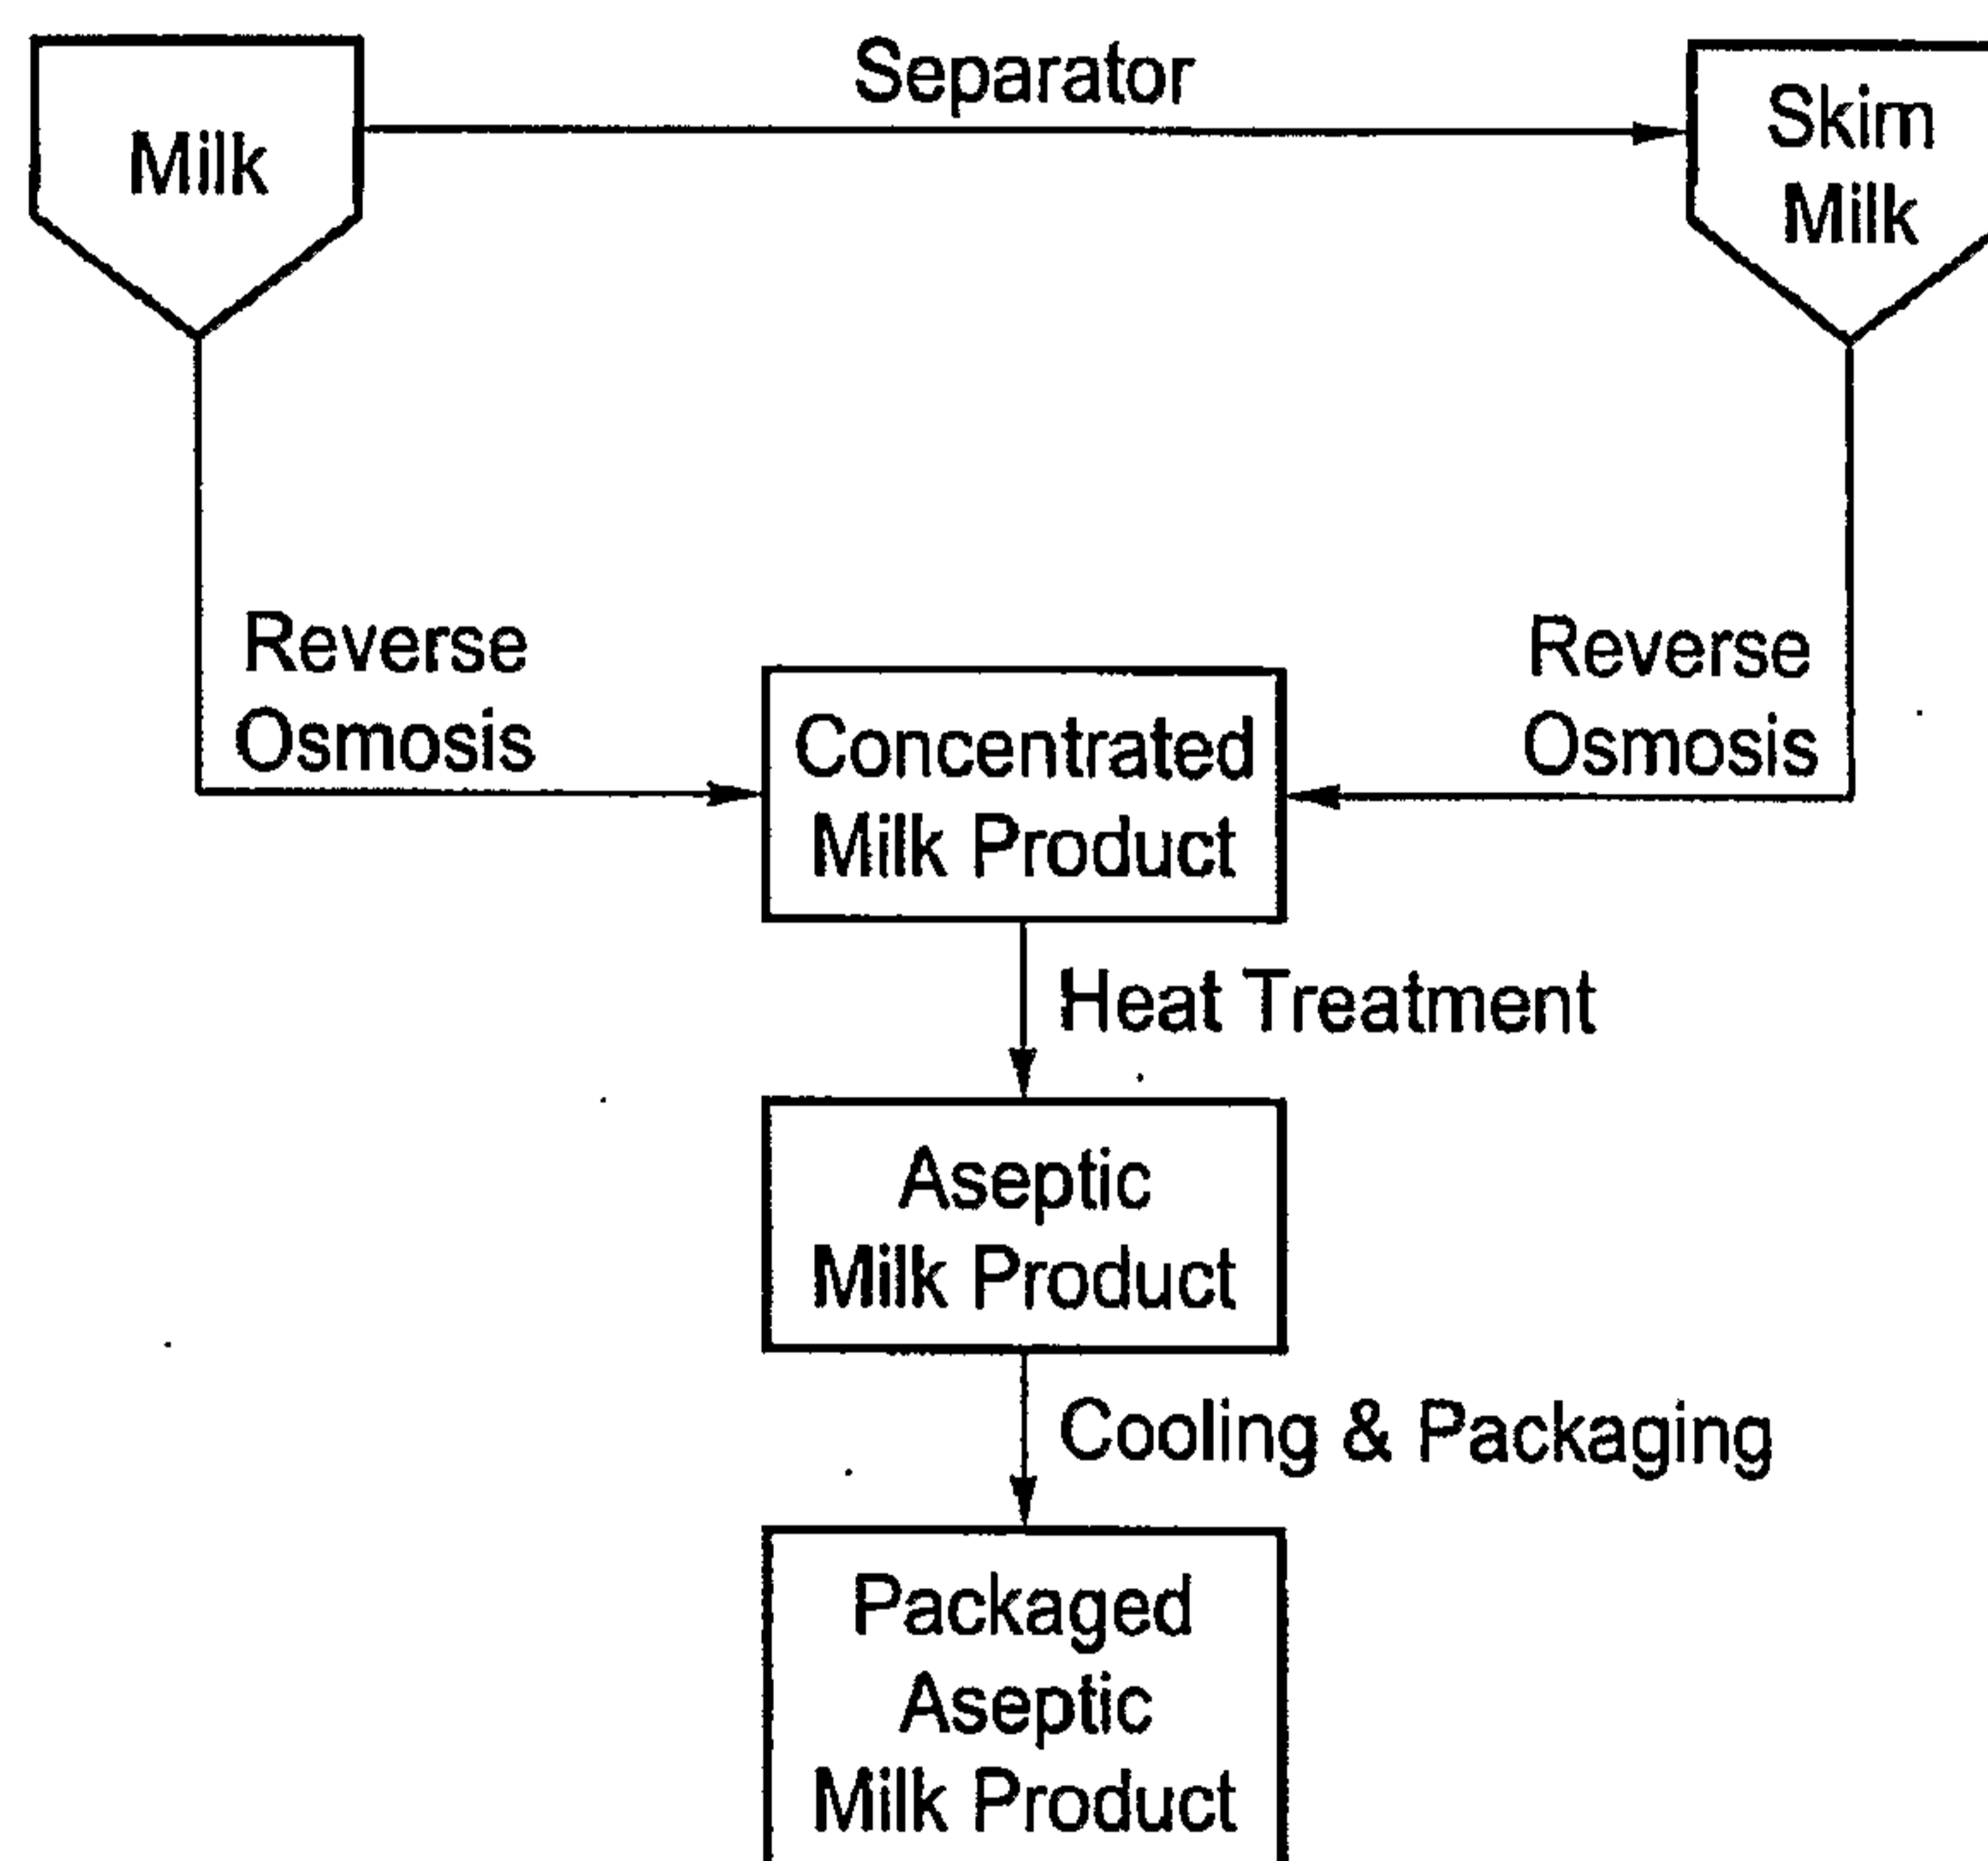 Separator
Milk
Skim
Milk
Reverse
Osmosis
Reverse
Osmosis
Concentrated
Milk Product
Heat Treatment
Aseptic
Milk Product
Cooling & Packaging
Packaged
Aseptic
Milk Product